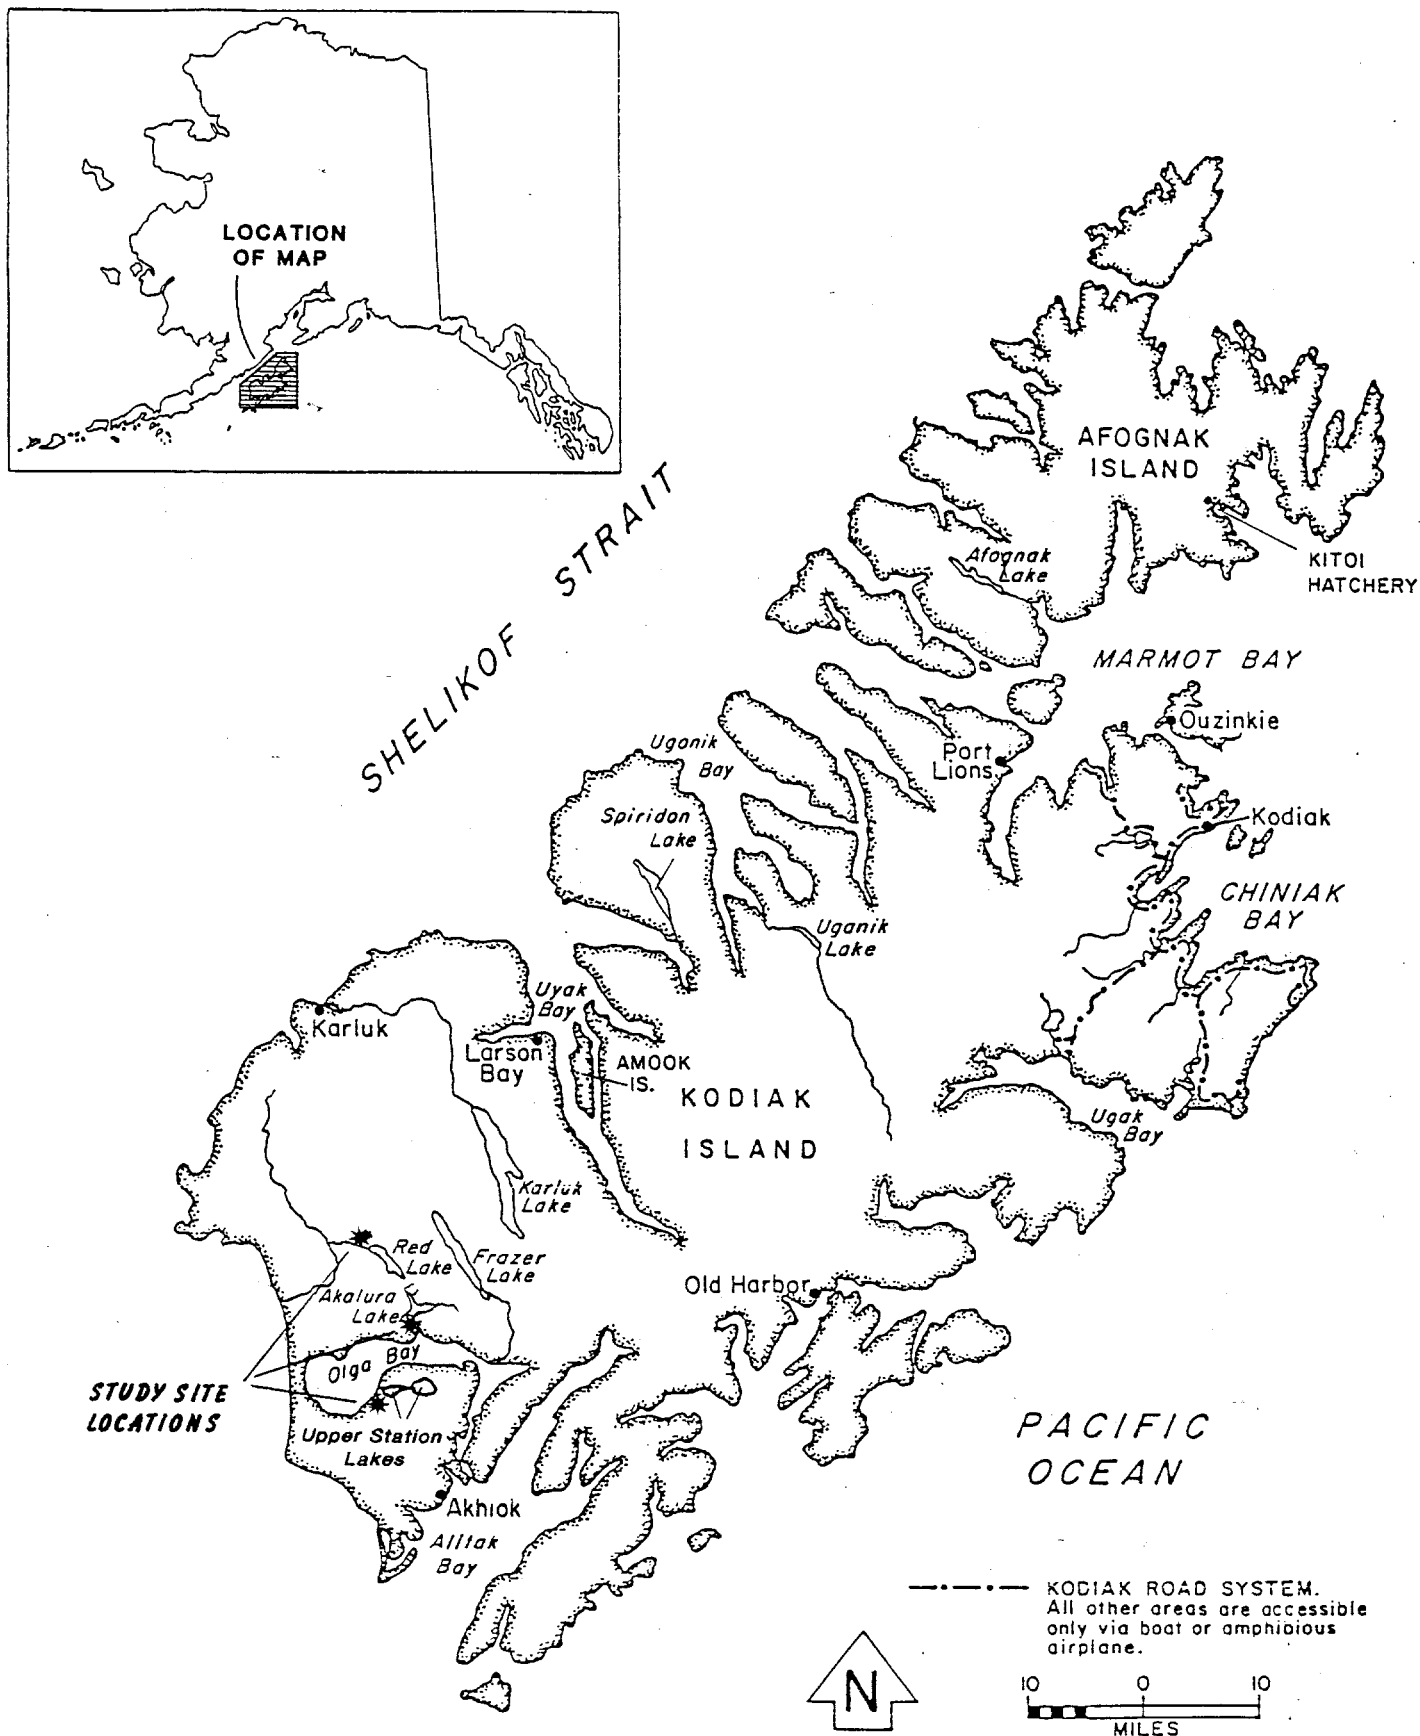 LOCATION
OF MAP
SHELIKOF STRAIT
AFOGNAK
ISLAND
KITOI
HATCHERY
Afognak
Lake
MARMOT BAY
Ouzinkie
Port
Lions
Kodiak
Uganik
Bay
Spiridon
Lake
CHINIAK
BAY
Uganik
Lake
Uyak
Bay
Karluk
Larson
Bay
AMOOK
IS.
KODIAK
ISLAND
Ugak
Bay
Karluk
Lake
Red
Lake
Frazer
Lake
Akalura
Lake
Old Harbor
Olga Bay
STUDY SITE
LOCATIONS
Upper Station
Lakes
Akhiok
Alitak
Bay
PACIFIC
OCEAN
KODIAK ROAD SYSTEM.
All other areas are accessible
only via boat or amphibious
airplane.
N
10 0 10
MILES